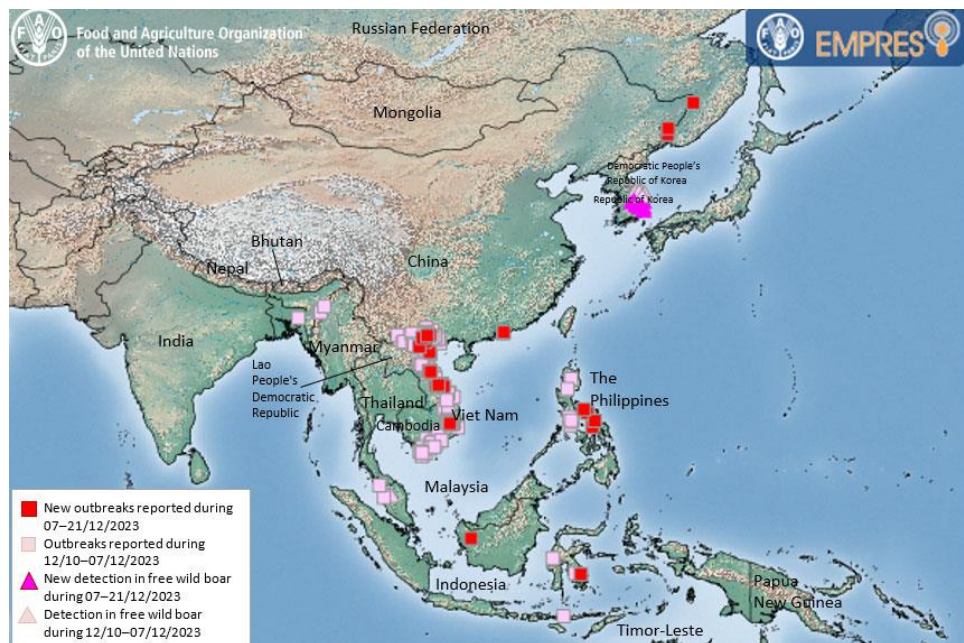 Food and Agriculture Organization
of the United Nations
EMPRES
Russian Federation
Mongolia
Democratic People's
Republic of Korea
Republic of Korea
Bhutan
Nepal
China
India
Myanmar
Lao
People's
Democratic
Republic
Thailand
Cambodia
Viet Nam
The
Philippines
Malaysia
Indonesia
Papua
New Guinea
Timor-Leste
New outbreaks reported during
07–21/12/2023
Outbreaks reported during
12/10–07/12/2023
New detection in free wild boar
during 07–21/12/2023
Detection in free wild boar
during 12/10–07/12/2023